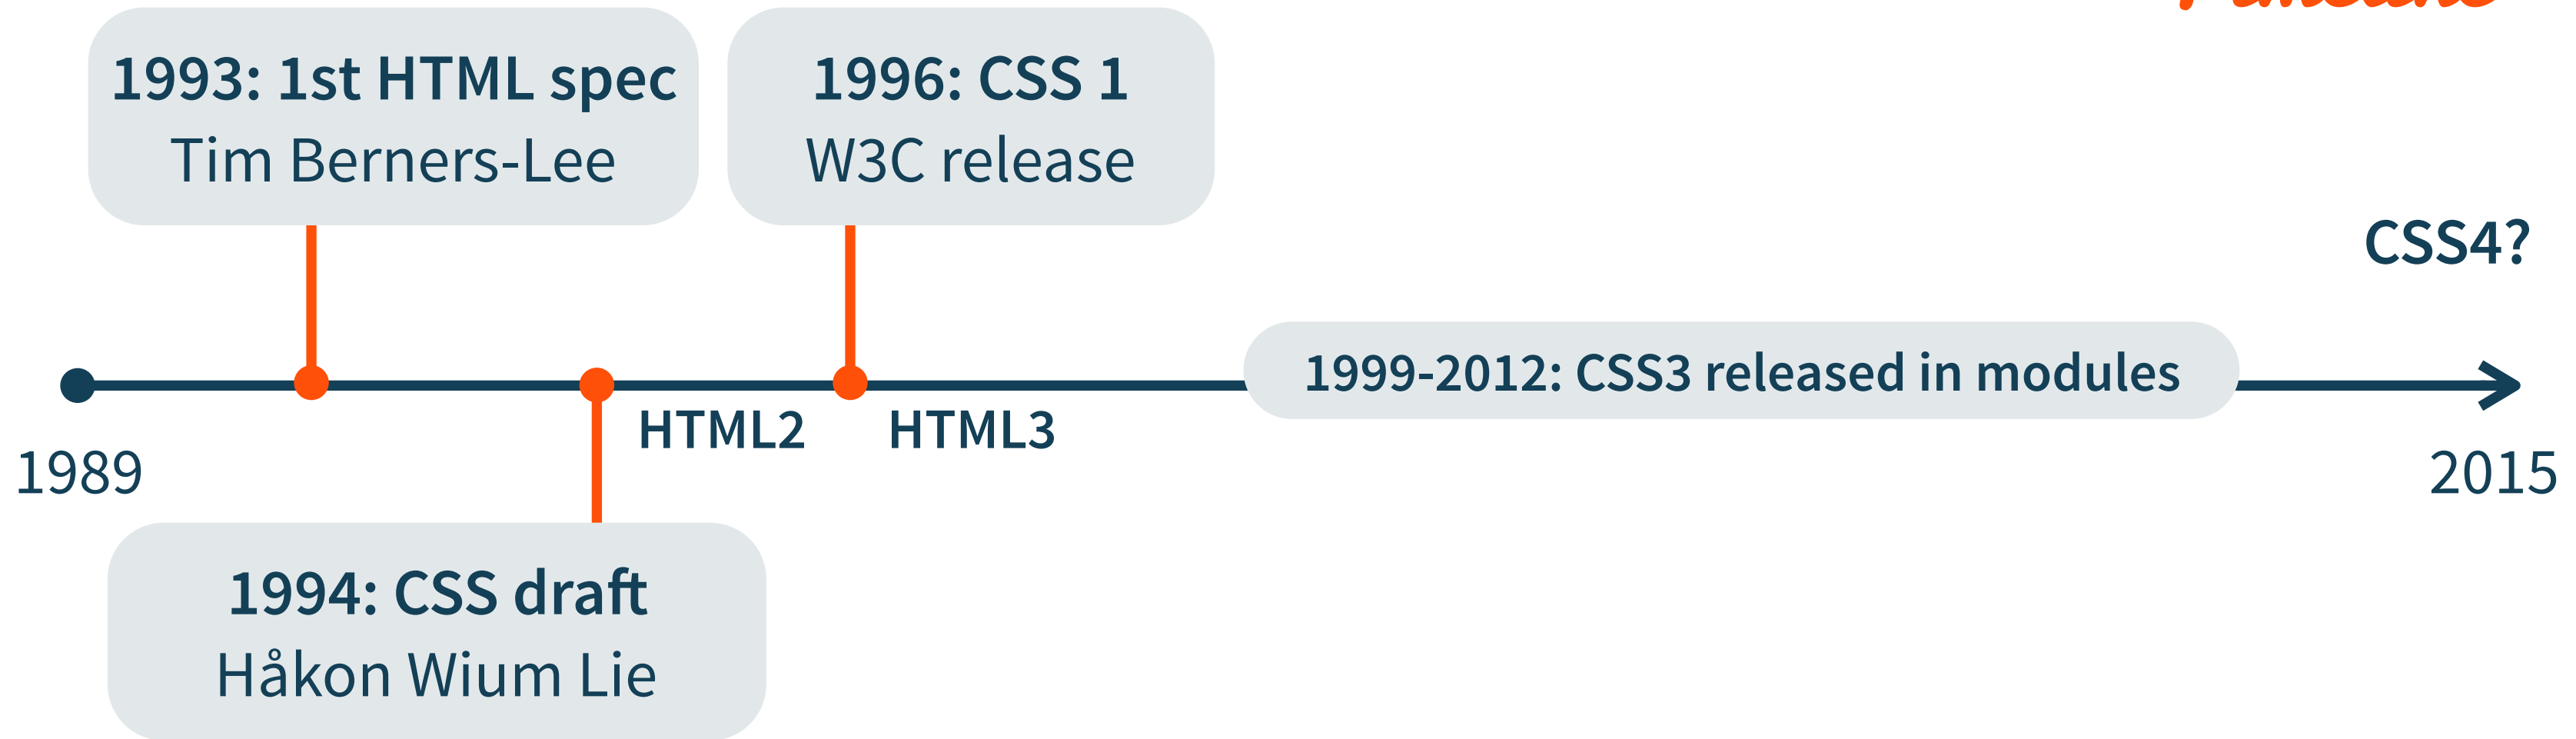 1993: 1st HTML spec
Tim Berners-Lee
1996: CSS 1
W3C release
CSS4?
1999-2012: CSS3 released in modules
HTML2
HTML3
1989
2015
1994: CSS draft
Håkon Wium Lie